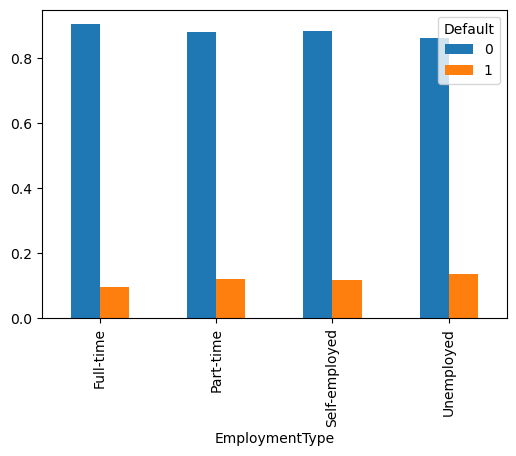 Default
0
1
0.8
0.6
0.4
0.2
0.0
Full-time
Part-time
Self-employed
Unemployed
EmploymentType